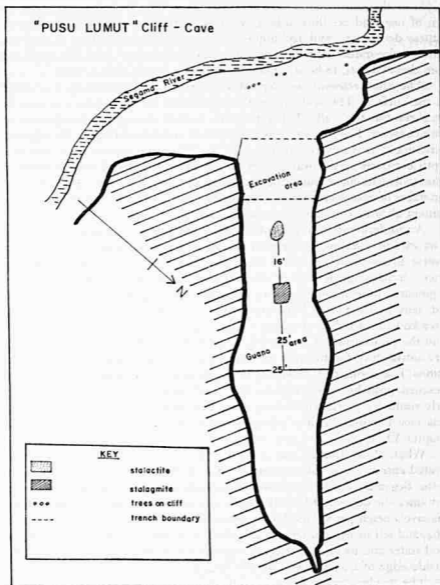 "PUSU LUMUT" Cliff - Cave
Segama River
Excavation
area
16'
25'
Guano area
25'
N
KEY
stalactite
stalagmite
trees on cliff
trench boundary